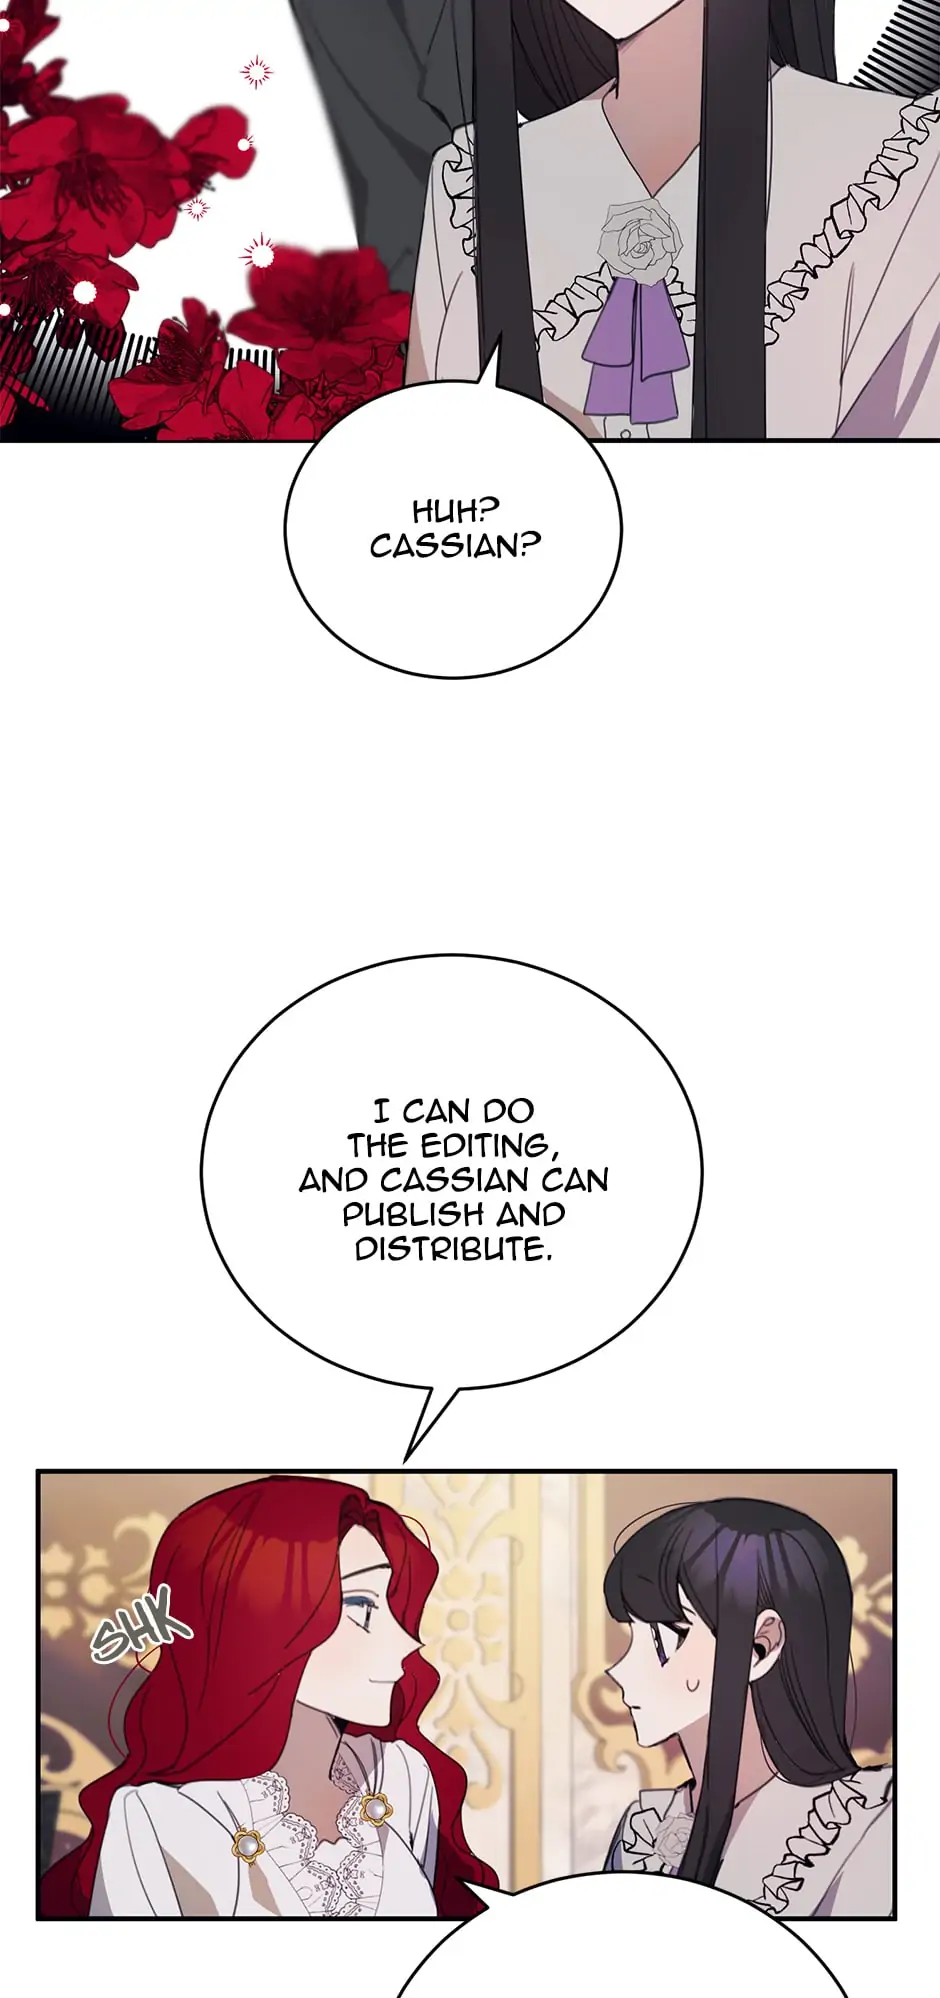 HUH?
CASSIAN?
I CAN DO
THE EDITING,
AND CASSIAN CAN
PUBLISH AND
DISTRIBUTE.
SHK